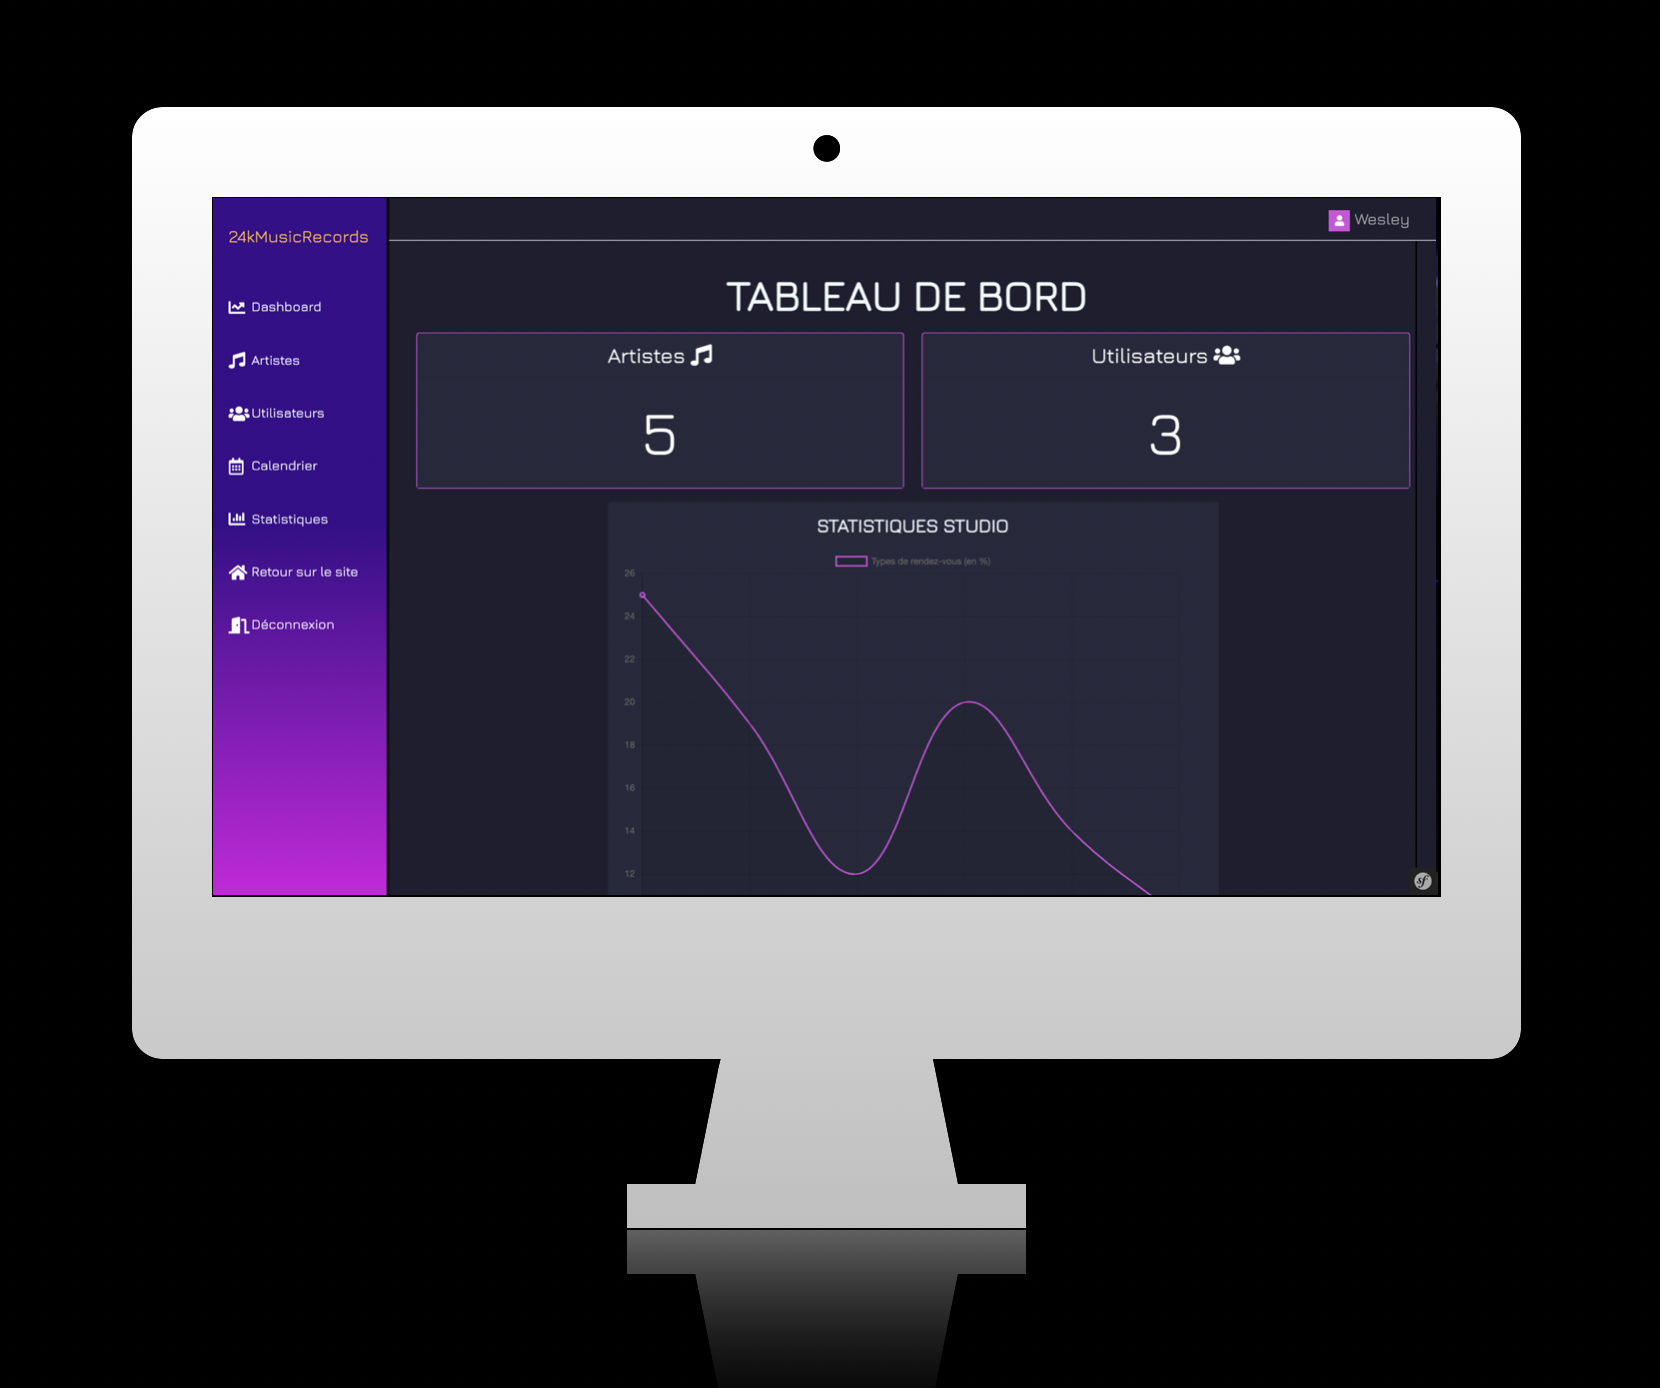 24kMusicRecords
Wesley
Dashboard
Artistes
Utilisateurs
Calendrier
Statistiques
Retour sur le site
Déconnexion
TABLEAU DE BORD
Artistes
5
Utilisateurs
3
STATISTIQUES STUDIO
Types de rendez-vous (en %)
26
24
22
20
18
16
14
12
sf